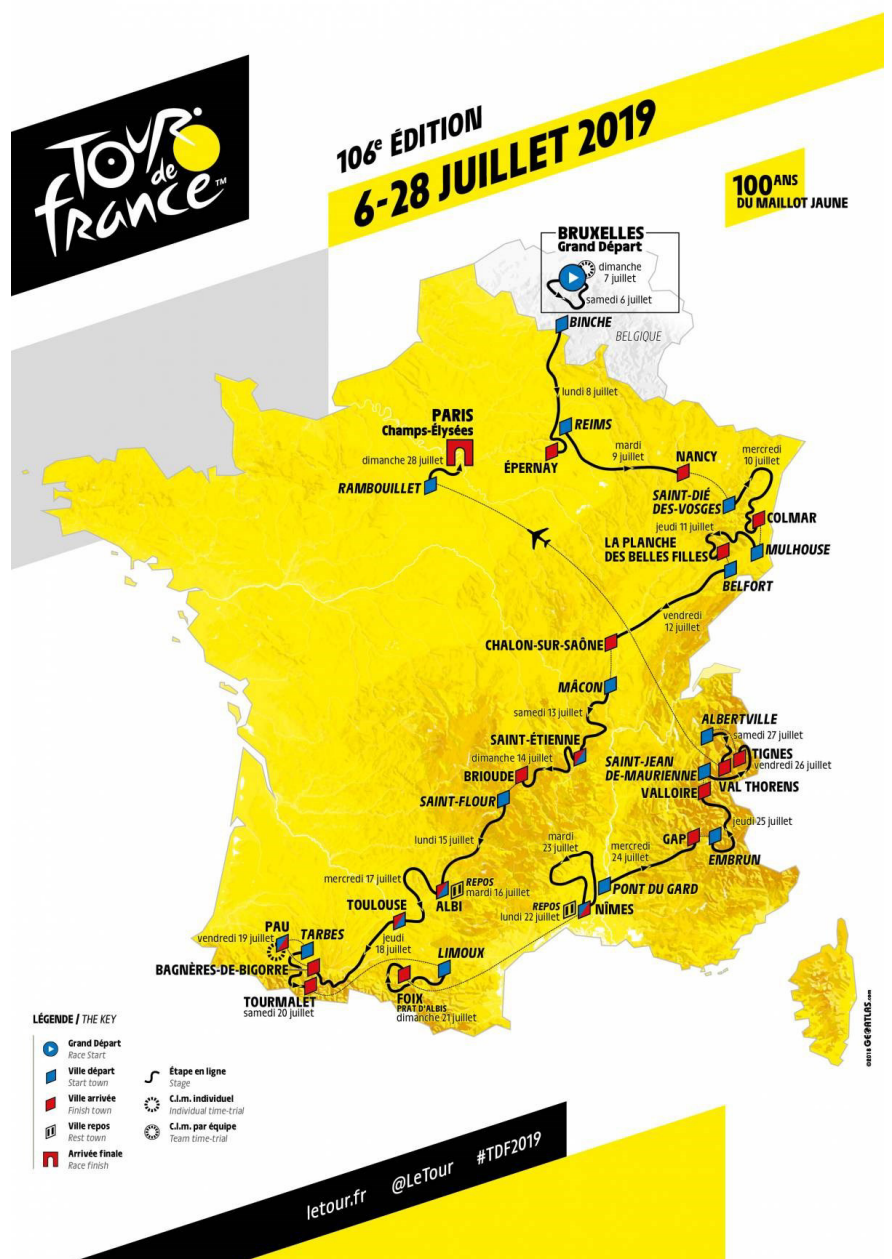 TOUR
de
france™
106e ÉDITION
6-28 JUILLET 2019
100 ANS
DU MAILLOT JAUNE
BRUXELLES
Grand Départ
dimanche
7 juillet
samedi 6 juillet
BINCHE
BELGIQUE
lundi 8 juillet
REIMS
PARIS
Champs-Élysées
dimanche 28 juillet
RAMBOUILLET
ÉPERNAY
mardi
9 juillet
NANCY
mercredi
10 juillet
SAINT-DIÉ
DES-VOSGES
COLMAR
jeudi 11 juillet
LA PLANCHE
DES BELLES FILLES
MULHOUSE
BELFORT
vendredi
12 juillet
CHALON-SUR-SAÔNE
MÂCON
samedi 13 juillet
SAINT-ÉTIENNE
dimanche 14 juillet
BRIOUDE
SAINT-FLOUR
ALBERTVILLE
samedi 27 juillet
TIGNES
vendredi 26 juillet
SAINT-JEAN
DE-MAURIENNE
VAL THORENS
VALLOIRE
jeudi 25 juillet
GAP
EMBRUN
lundi 15 juillet
mardi
23 juillet
mercredi
24 juillet
mercredi 17 juillet
REPOS
mardi 16 juillet
ALBI
PONT DU GARD
REPOS
lundi 22 juillet
NÎMES
TOULOUSE
jeudi
18 juillet
PAU
vendredi 19 juillet
TARBES
LIMOUX
BAGNÈRES-DE-BIGORRE
TOURMALET
samedi 20 juillet
FOIX
PRAT D'ALBIS
dimanche 21 juillet
LÉGENDE / THE KEY
Grand Départ
Race Start
Ville départ
Start town
Ville arrivée
Finish town
Ville repos
Rest town
Arrivée finale
Race finish
Étape en ligne
Stage
C.l.m. individuel
Individual time-trial
C.l.m. par équipe
Team time-trial
©2018 GEOATLAS.com
letour.fr @LeTour #TDF2019